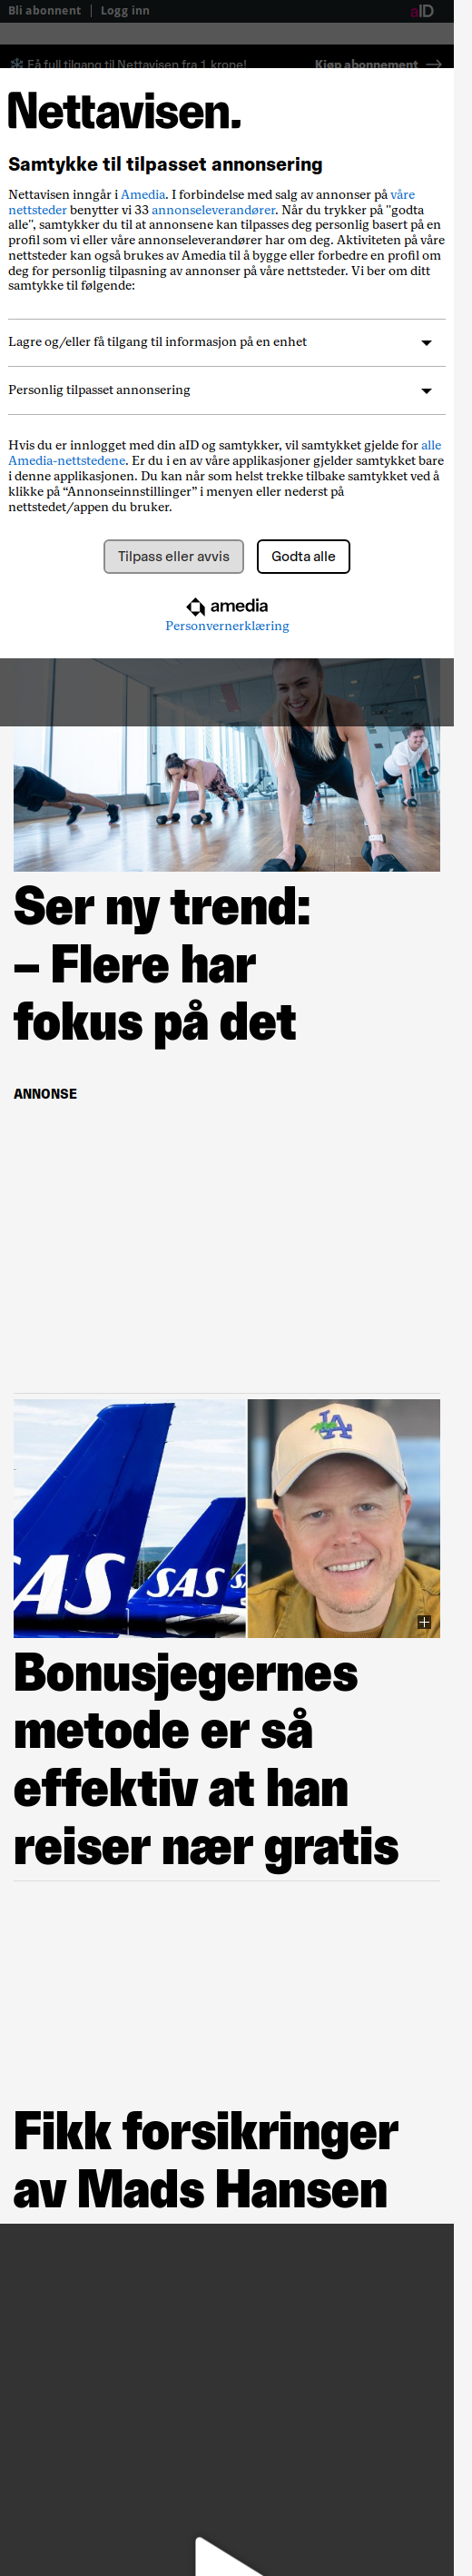 Bli abonnent | Logg inn
aID
Få full tilgang til Nettavisen fra 1 krone!
Kjøp abonnement
Nettavisen.
Samtykke til tilpasset annonsering
Nettavisen inngår i Amedia. I forbindelse med salg av annonser på våre
nettsteder benytter vi 33 annonseleverandører. Når du trykker på "godta
alle", samtykker du til at annonsene kan tilpasses deg personlig basert på en
profil som vi eller våre annonseleverandører har om deg. Aktiviteten på våre
nettsteder kan også brukes av Amedia til å bygge eller forbedre en profil om
deg for personlig tilpasning av annonser på våre nettsteder. Vi ber om ditt
samtykke til følgende:
Lagre og/eller få tilgang til informasjon på en enhet
Personlig tilpasset annonsering
Hvis du er innlogget med din aID og samtykker, vil samtykket gjelde for alle
Amedia-nettstedene. Er du i en av våre applikasjoner gjelder samtykket bare
i denne applikasjonen. Du kan når som helst trekke tilbake samtykket ved å
klikke på “Annonseinnstillinger” i menyen eller nederst på
nettstedet/appen du bruker.
Tilpass eller avvis
Godta alle
amedia
Personvernerklæring
Ser ny trend:
– Flere har
fokus på det
ANNONSE
SAS
SAS
LA
Bonusjegernes
metode er så
effektiv at han
reiser nær gratis
Fikk forsikringer
av Mads Hansen